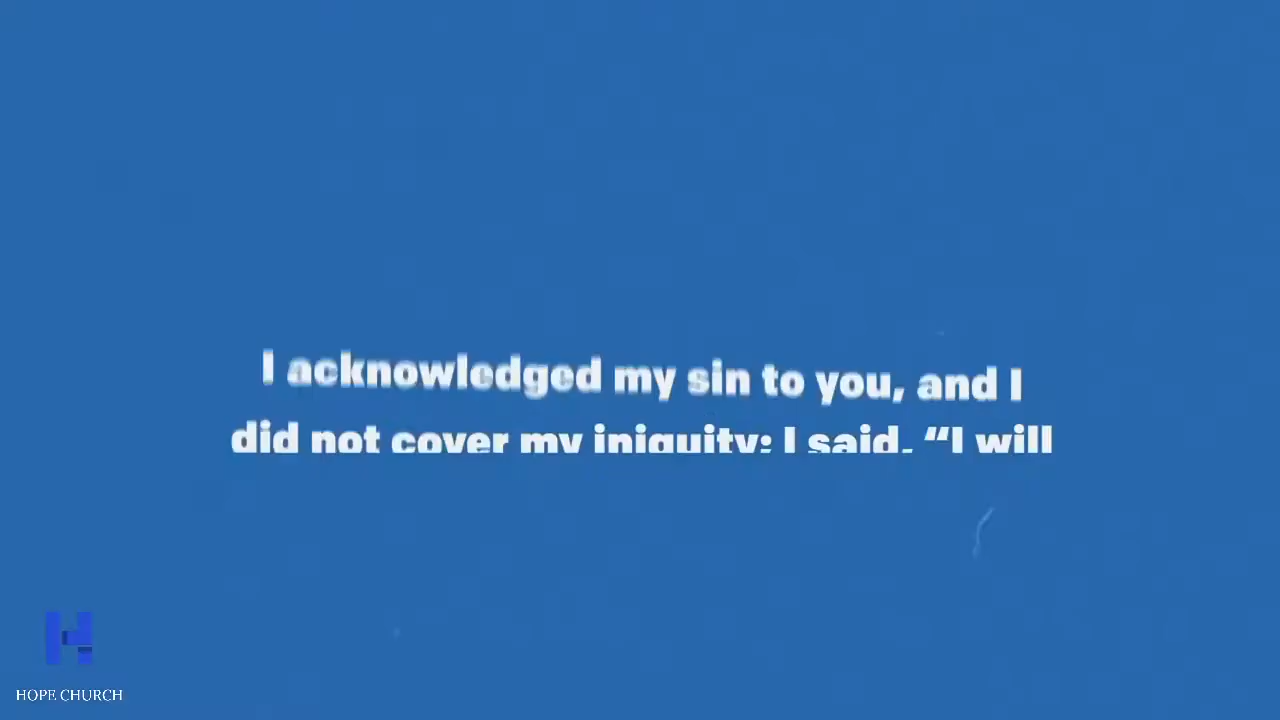 I acknowledged my sin to you, and I
did not cover my iniquity; I said, “I will
HOPE CHURCH